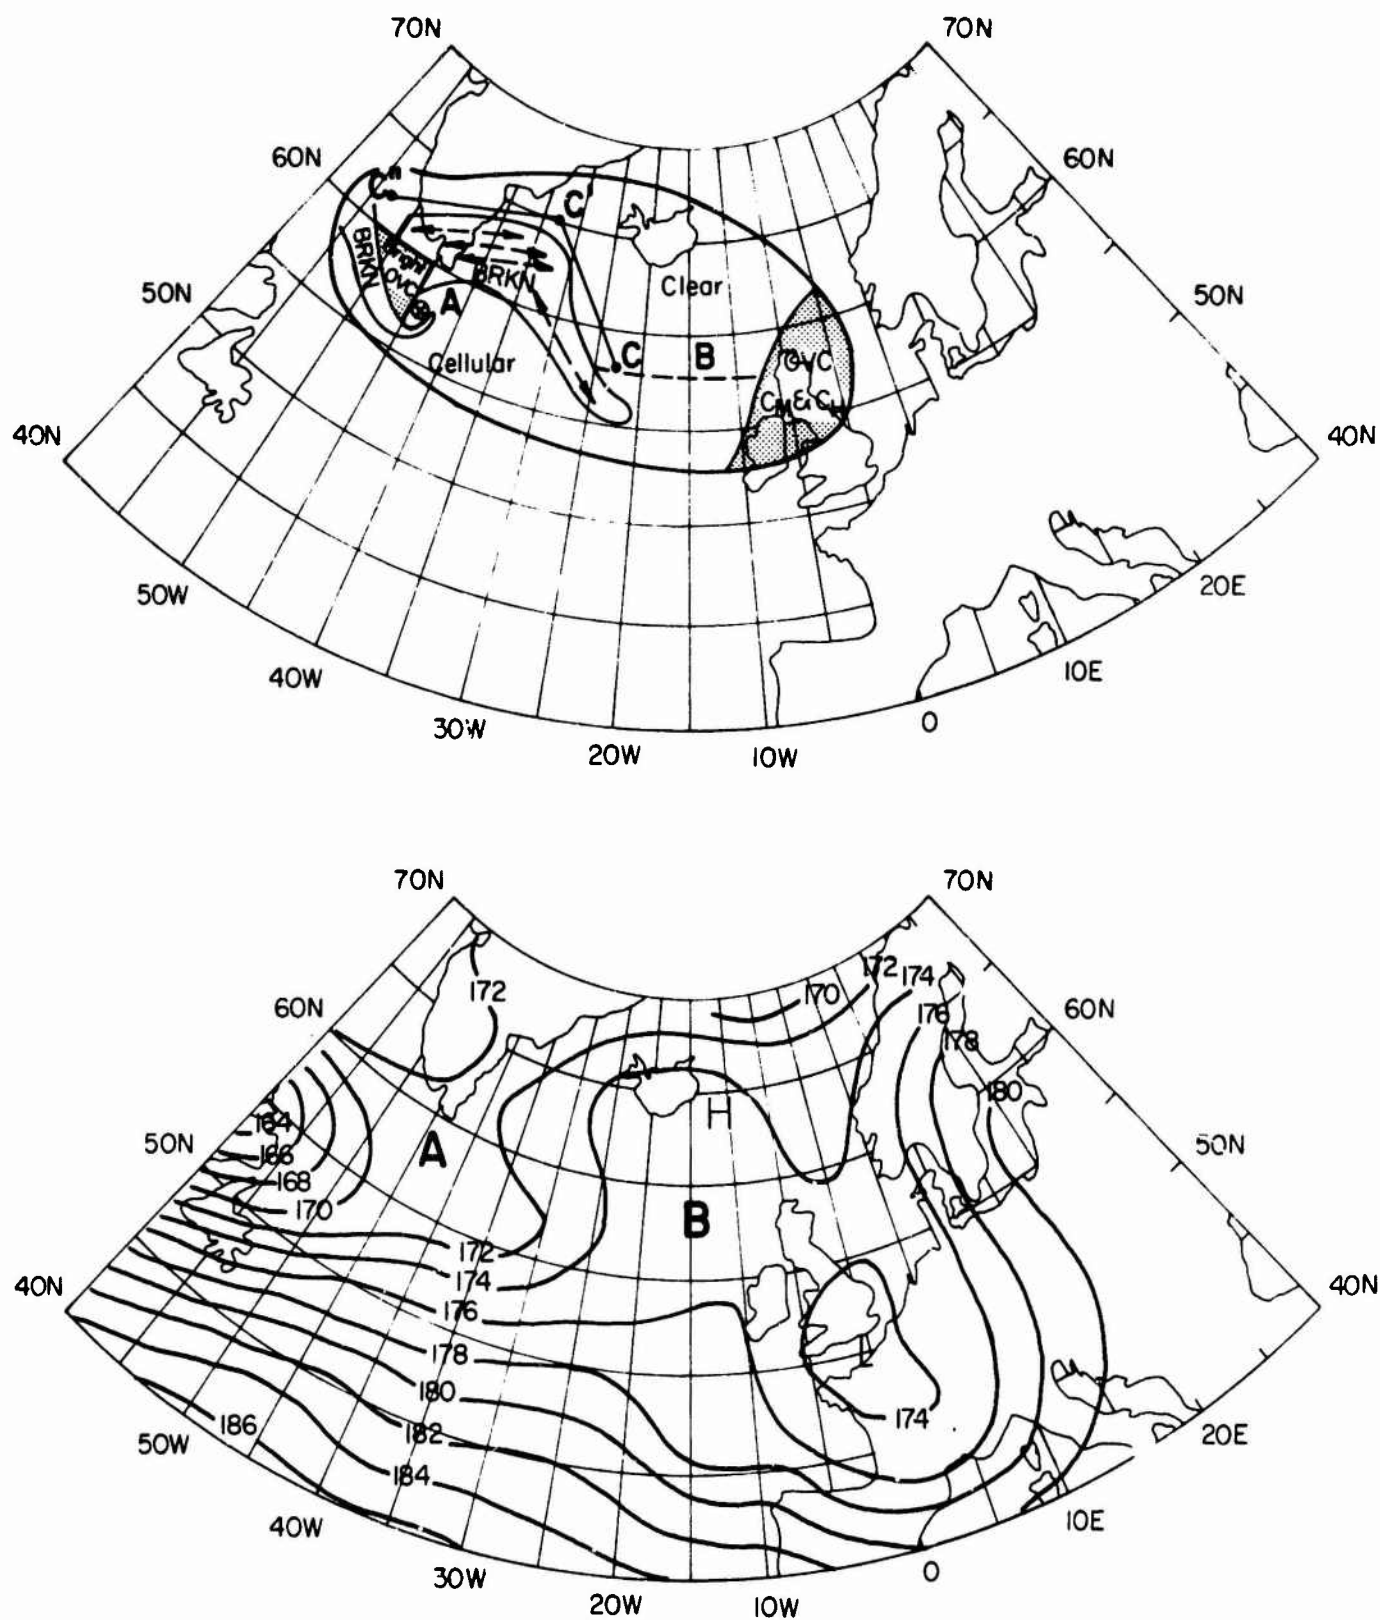 70N 70N
60N 60N
C" C'
BRKN Bright BRKN Clear
OVC
50N A 50N
Cellular C B OVC
CM & CH
40N 40N
50W 20E
40W 10E
30W 0
20W 10W
70N 70N
172 170 172 174
60N 176 60N
178
H 180
164
50N A 50N
166
168
170 B
172
174
40N 176 40N
178 L
180
186 182 174
50W 184 20E
40W 10E
30W 0
20W 10W